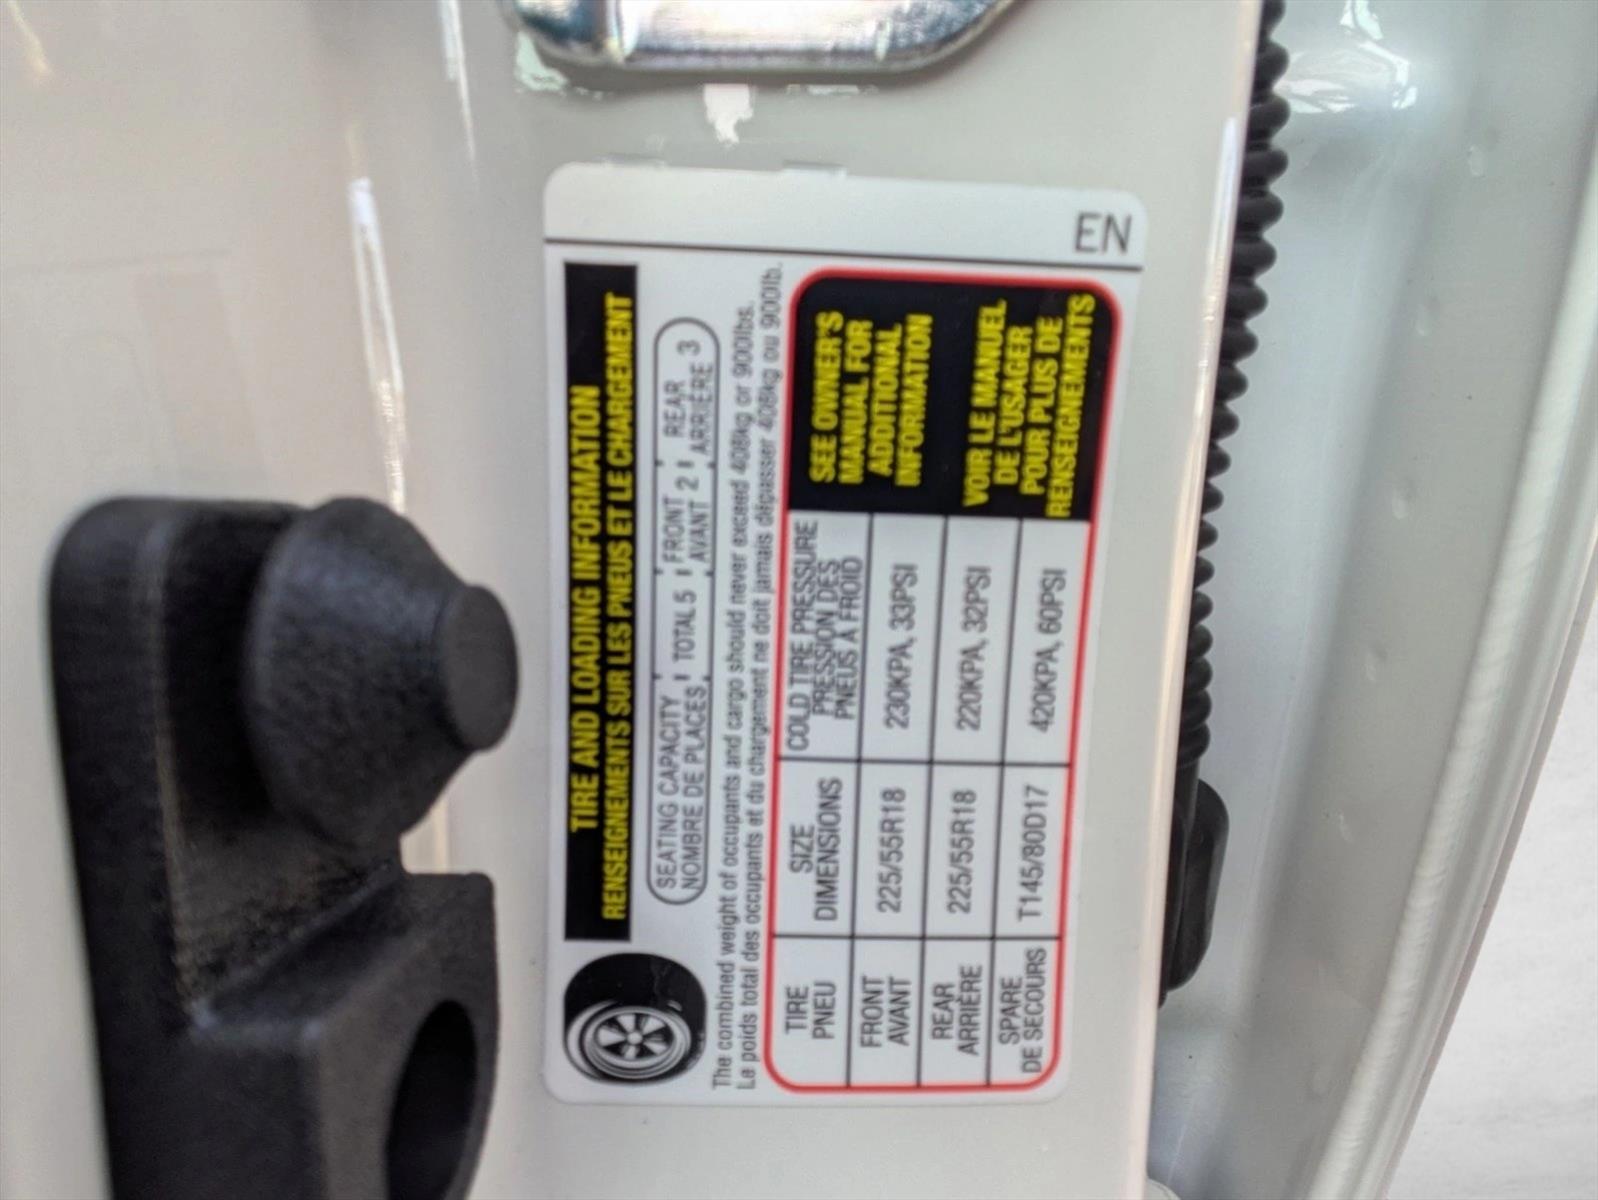 EN
TIRE AND LOADING INFORMATION
RENSEIGNEMENTS SUR LES PNEUS ET LE CHARGEMENT
SEATING CAPACITY
NOMBRE DE PLACES
TOTAL 5
FRONT
AVANT 2
REAR
ARRIÈRE 3
The combined weight of occupants and cargo should never exceed 408kg or 900lbs.
Le poids total des occupants et du chargement ne doit jamais dépasser 408kg ou 900lb.
TIRE
PNEU
SIZE
DIMENSIONS
COLD TIRE PRESSURE
PRESSION DES
PNEUS À FROID
FRONT
AVANT
225/55R18
230KPA, 33PSI
REAR
ARRIÈRE
225/55R18
220KPA, 32PSI
SPARE
DE SECOURS
T145/80D17
420KPA, 60PSI
SEE OWNER'S
MANUAL FOR
ADDITIONAL
INFORMATION
VOIR LE MANUEL
DE L'USAGER
POUR PLUS DE
RENSEIGNEMENTS